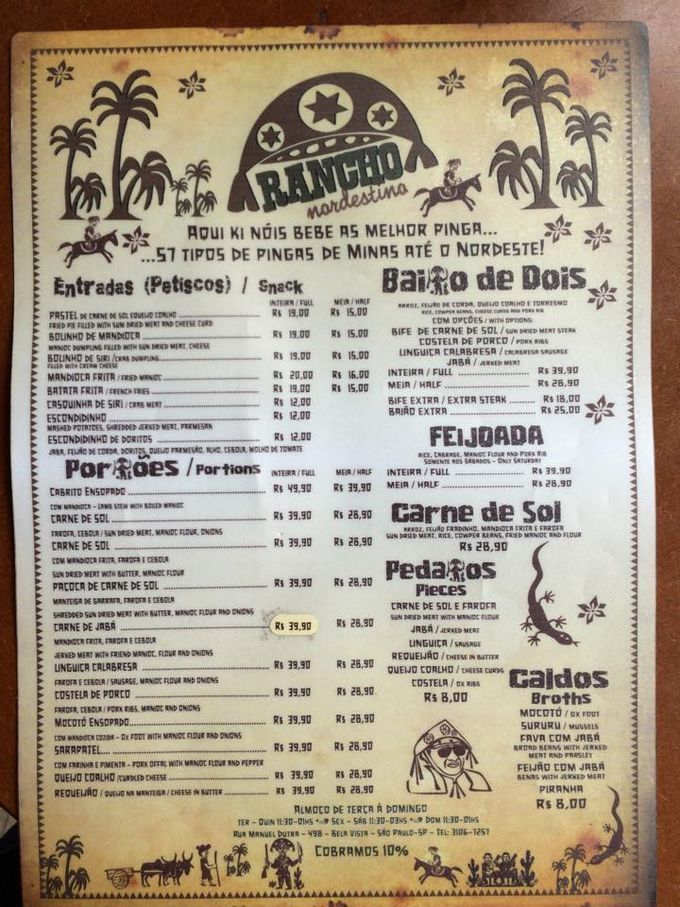 RANCHO
nordestino
AQUI KI NÓIS BEBE AS MELHOR PINGA...
...57 TIPOS DE PINGAS DE MINAS ATÉ O NORDESTE!
Entradas (Petiscos) / Snack
INTEIRA / FULL MEIA / HALF
PASTEL DE CARNE DE SOL EQUEIJO COALHO R$ 19,00 R$ 15,00
FRIED PIE FILLED WITH SUN DRIED MEAT AND CHEESE CURD
BOLINHO DE MANDIOCA R$ 19,00 R$ 15,00
MANIOC DUMPLING FILLED WITH SUN DRIED MEAT, CHEESE
BOLINHO DE SIRI / CRAB DUMPLING R$ 19,00 R$ 15,00
FILLED WITH CREAM CHEESE
MANDIOCA FRITA / FRIED MANIOC R$ 20,00 R$ 16,00
BATATA FRITA / FRENCH FRIES R$ 19,00 R$ 15,00
CASQUINHA DE SIRI / CRAB MEAT R$ 12,00
ESCONDIDINHO R$ 12,00
MASHED POTATOES, SHREDDED JERKED MEAT, PARMESAN
ESCONDIDINHO DE DORITOS R$ 12,00
JABÁ, FEIJÃO DE CORDA, DORITOS, QUEIJO PARMESÃO, ALHO, CEBOLA, MOLHO DE TOMATE
Porções / Portions INTEIRA / FULL MEIA / HALF
CABRITO ENSOPADO R$ 49,90 R$ 39,90
COM MANDIOCA - LAMB STEW WITH BOILED MANIOC
CARNE DE SOL R$ 39,90 R$ 28,90
FAROFA, CEBOLA / SUN DRIED MEAT, MANIOC FLOUR, ONIONS
CARNE DE SOL R$ 39,90 R$ 28,90
COM MANDIOCA FRITA, FAROFA E CEBOLA
SUN DRIED MEAT WITH BUTTER, MANIOC FLOUR
PAÇOCA DE CARNE DE SOL R$ 39,90 R$ 28,90
MANTEIGA DE GARRAFA, FAROFA E CEBOLA
SHREDDED SUN DRIED MEAT WITH BUTTER, MANIOC FLOUR AND ONIONS
CARNE DE JABÁ R$ 39,90 R$ 28,90
MANDIOCA FRITA, FAROFA E CEBOLA
JERKED MEAT WITH FRIEND MANIOC, FLOUR AND ONIONS
LINGUIÇA CALABRESA R$ 39,90 R$ 28,90
FAROFA E CEBOLA / SAUSAGE, MANIOC FLOUR AND ONIONS
COSTELA DE PORCO R$ 39,90 R$ 28,90
FAROFA, CEBOLA / PORK RIBS, MANIOC AND ONIONS
MOCOTÓ ENSOPADO R$ 39,90 R$ 28,90
COM MANDIOCA COZIDA - OX FOOT WITH MANIOC FLOUR AND ONIONS
SARAPATEL R$ 39,90 R$ 28,90
COM FARINHA E PIMENTA - PORK OFFAL WITH MANIOC FLOUR AND PEPPER
QUEIJO COALHO / CURDLED CHEESE R$ 39,90 R$ 28,90
REQUEIJÃO / QUEIJO NA MANTEIGA / CHEESE IN BUTTER R$ 39,90 R$ 28,90
Baião de Dois
ARROZ, FEIJÃO DE CORDA, QUEIJO COALHO E TORRESMO
RICE, COWPER BEANS, CHEESE CURDS AND PORK RIB
COM OPÇÕES / WITH OPTIONS:
BIFE DE CARNE DE SOL / SUN DRIED MEAT STEAK
COSTELA DE PORCO / PORK RIBS
LINGUIÇA CALABRESA / CALABRESA SAUSAGE
JABÁ / JERKED MEAT
INTEIRA / FULL R$ 39,90
MEIA / HALF R$ 28,90
BIFE EXTRA / EXTRA STEAK R$ 18,00
BAIÃO EXTRA R$ 25,00
FEIJOADA
RICE, CABBAGE, MANIOC FLOUR AND PORK RIB
SOMENTE AOS SÁBADOS - ONLY SATURDAY
INTEIRA / FULL R$ 39,90
MEIA / HALF R$ 28,90
Carne de Sol
ARROZ, FEIJÃO FRADINHO, MANDIOCA FRITA E FAROFA
SUN DRIED MEAT, RICE, COWPER BEANS, FRIED MANIOC AND FLOUR
R$ 28,90
Pedaços
Pieces
CARNE DE SOL E FAROFA
SUN DRIED MEAT WITH MANIOC FLOUR
JABÁ / JERKED MEAT
LINGUIÇA / SAUSAGE
REQUEIJÃO / CHEESE IN BUTTER
QUEIJO COALHO / CHEESE CURDS
COSTELA / OX RIBS
R$ 8,00
Caldos
Broths
MOCOTÓ / OX FOOT
SURURU / MUSSELS
FAVA COM JABÁ
BROAD BEANS WITH JERKED
MEAT AND PARSLEY
FEIJÃO COM JABÁ
BENAS WITH JERKED MEAT
PIRANHA
R$ 8,00
ALMOÇO DE TERÇA À DOMINGO
TER - QUIN 11:30-01HS SEX - SÁB 11:30-03HS DOM 11:30-01HS
RUA MANUEL DUTRA - 498 - BELA VISTA - SÃO PAULO-SP - TEL: 3106-7257
COBRAMOS 10%